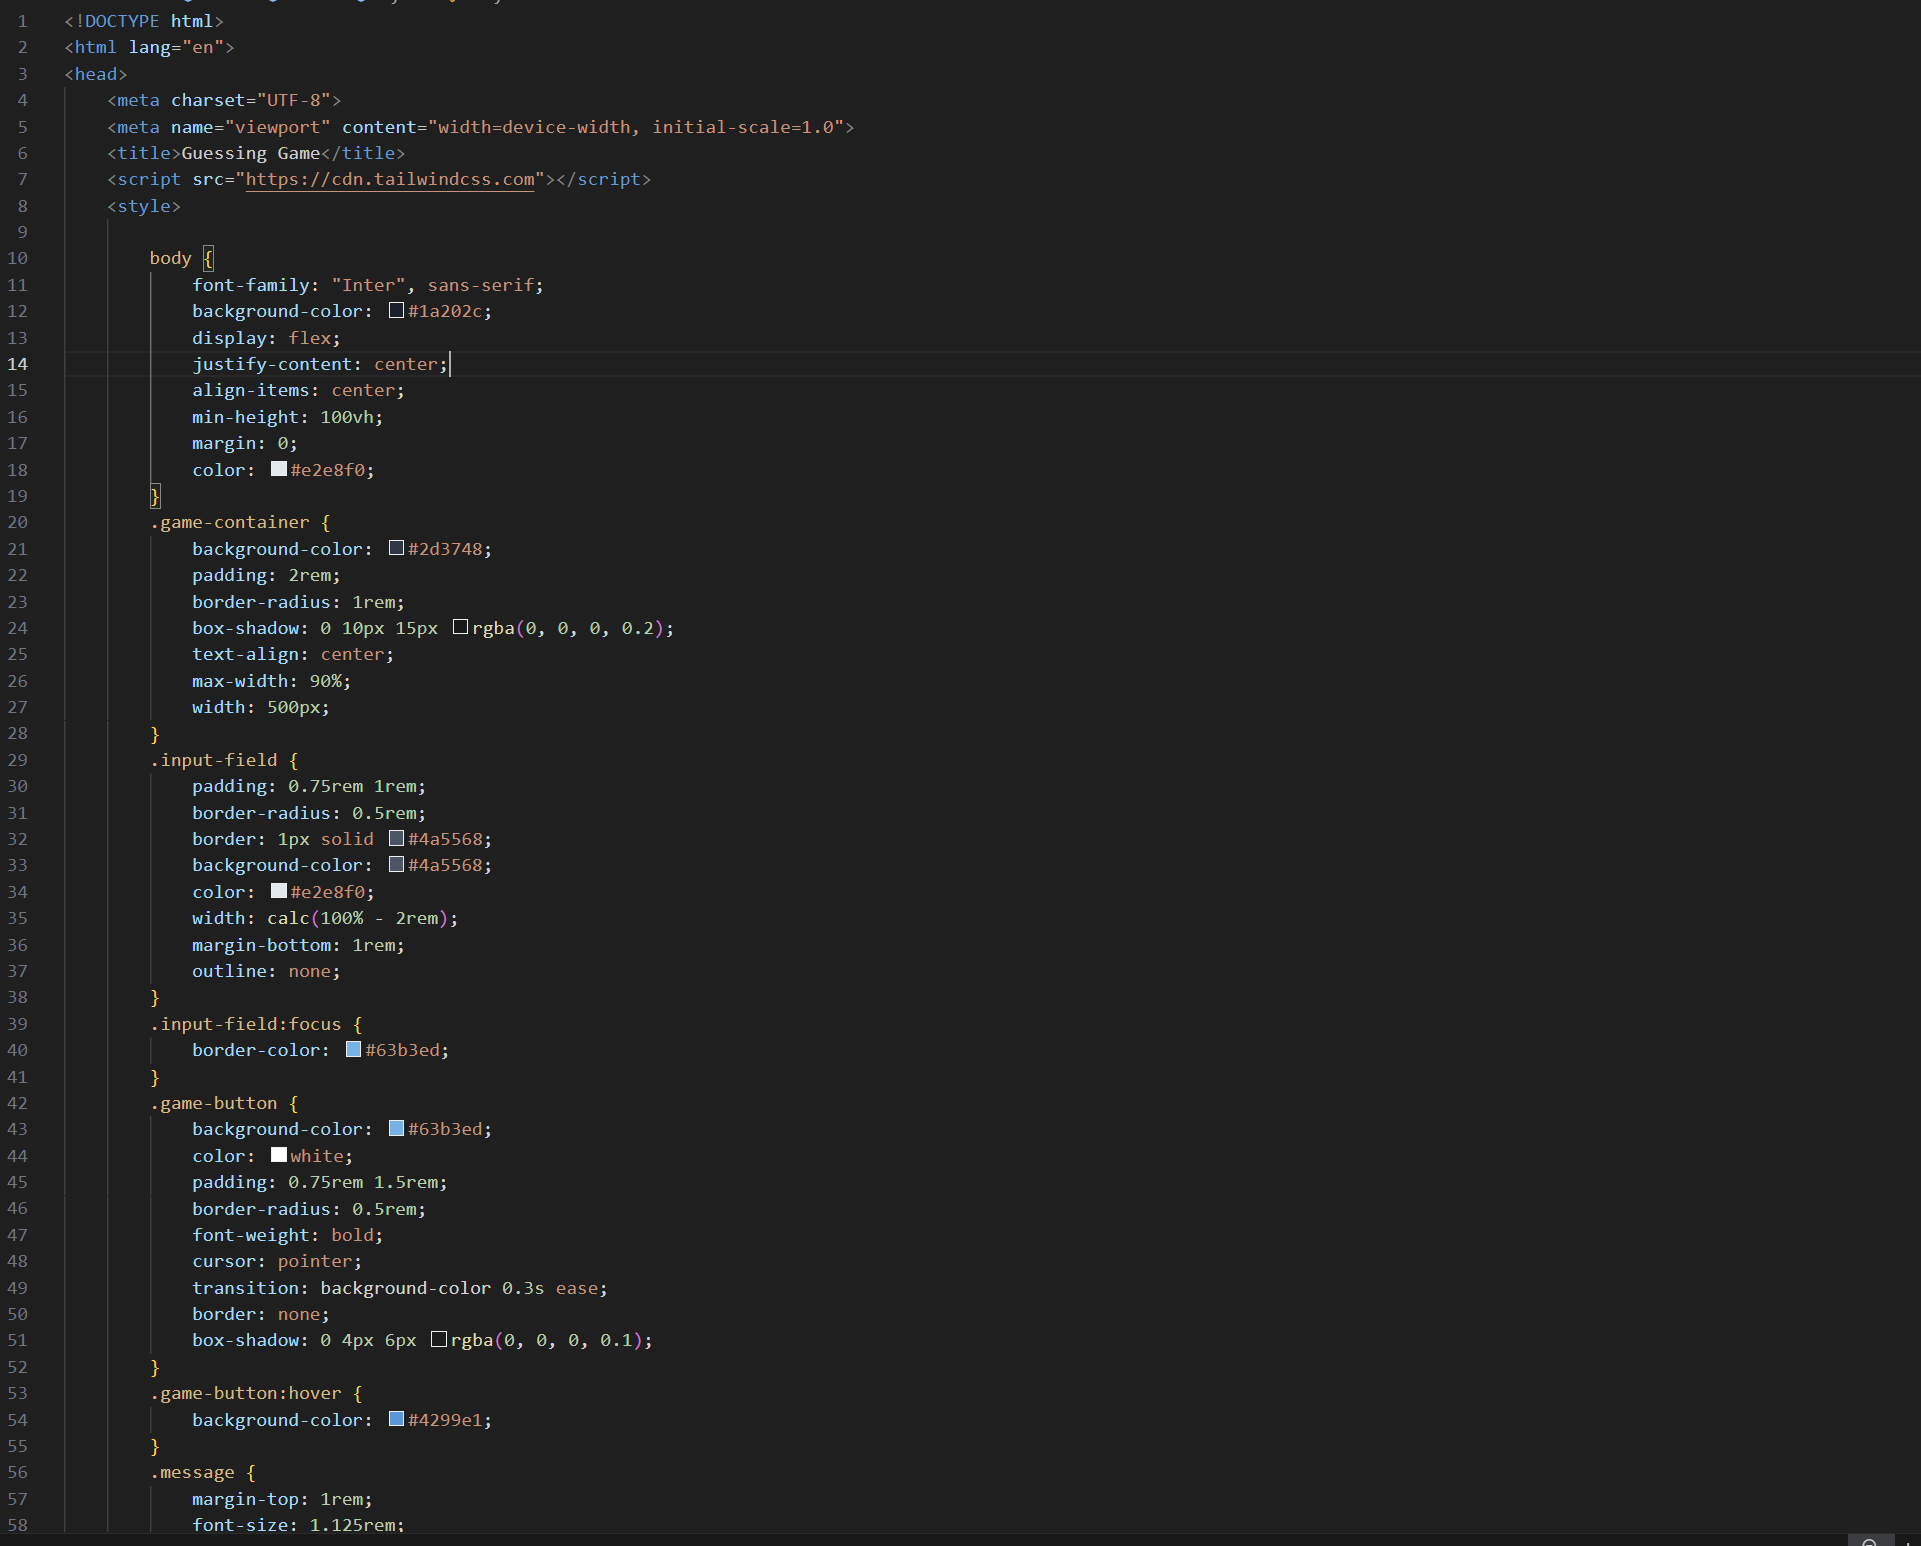 1 <!DOCTYPE html>
2 <html lang="en">
3 <head>
4     <meta charset="UTF-8">
5     <meta name="viewport" content="width=device-width, initial-scale=1.0">
6     <title>Guessing Game</title>
7     <script src="https://cdn.tailwindcss.com"></script>
8     <style>
9
10         body {
11             font-family: "Inter", sans-serif;
12             background-color: #1a202c;
13             display: flex;
14             justify-content: center;
15             align-items: center;
16             min-height: 100vh;
17             margin: 0;
18             color: #e2e8f0;
19         }
20         .game-container {
21             background-color: #2d3748;
22             padding: 2rem;
23             border-radius: 1rem;
24             box-shadow: 0 10px 15px rgba(0, 0, 0, 0.2);
25             text-align: center;
26             max-width: 90%;
27             width: 500px;
28         }
29         .input-field {
30             padding: 0.75rem 1rem;
31             border-radius: 0.5rem;
32             border: 1px solid #4a5568;
33             background-color: #4a5568;
34             color: #e2e8f0;
35             width: calc(100% - 2rem);
36             margin-bottom: 1rem;
37             outline: none;
38         }
39         .input-field:focus {
40             border-color: #63b3ed;
41         }
42         .game-button {
43             background-color: #63b3ed;
44             color: white;
45             padding: 0.75rem 1.5rem;
46             border-radius: 0.5rem;
47             font-weight: bold;
48             cursor: pointer;
49             transition: background-color 0.3s ease;
50             border: none;
51             box-shadow: 0 4px 6px rgba(0, 0, 0, 0.1);
52         }
53         .game-button:hover {
54             background-color: #4299e1;
55         }
56         .message {
57             margin-top: 1rem;
58             font-size: 1.125rem;